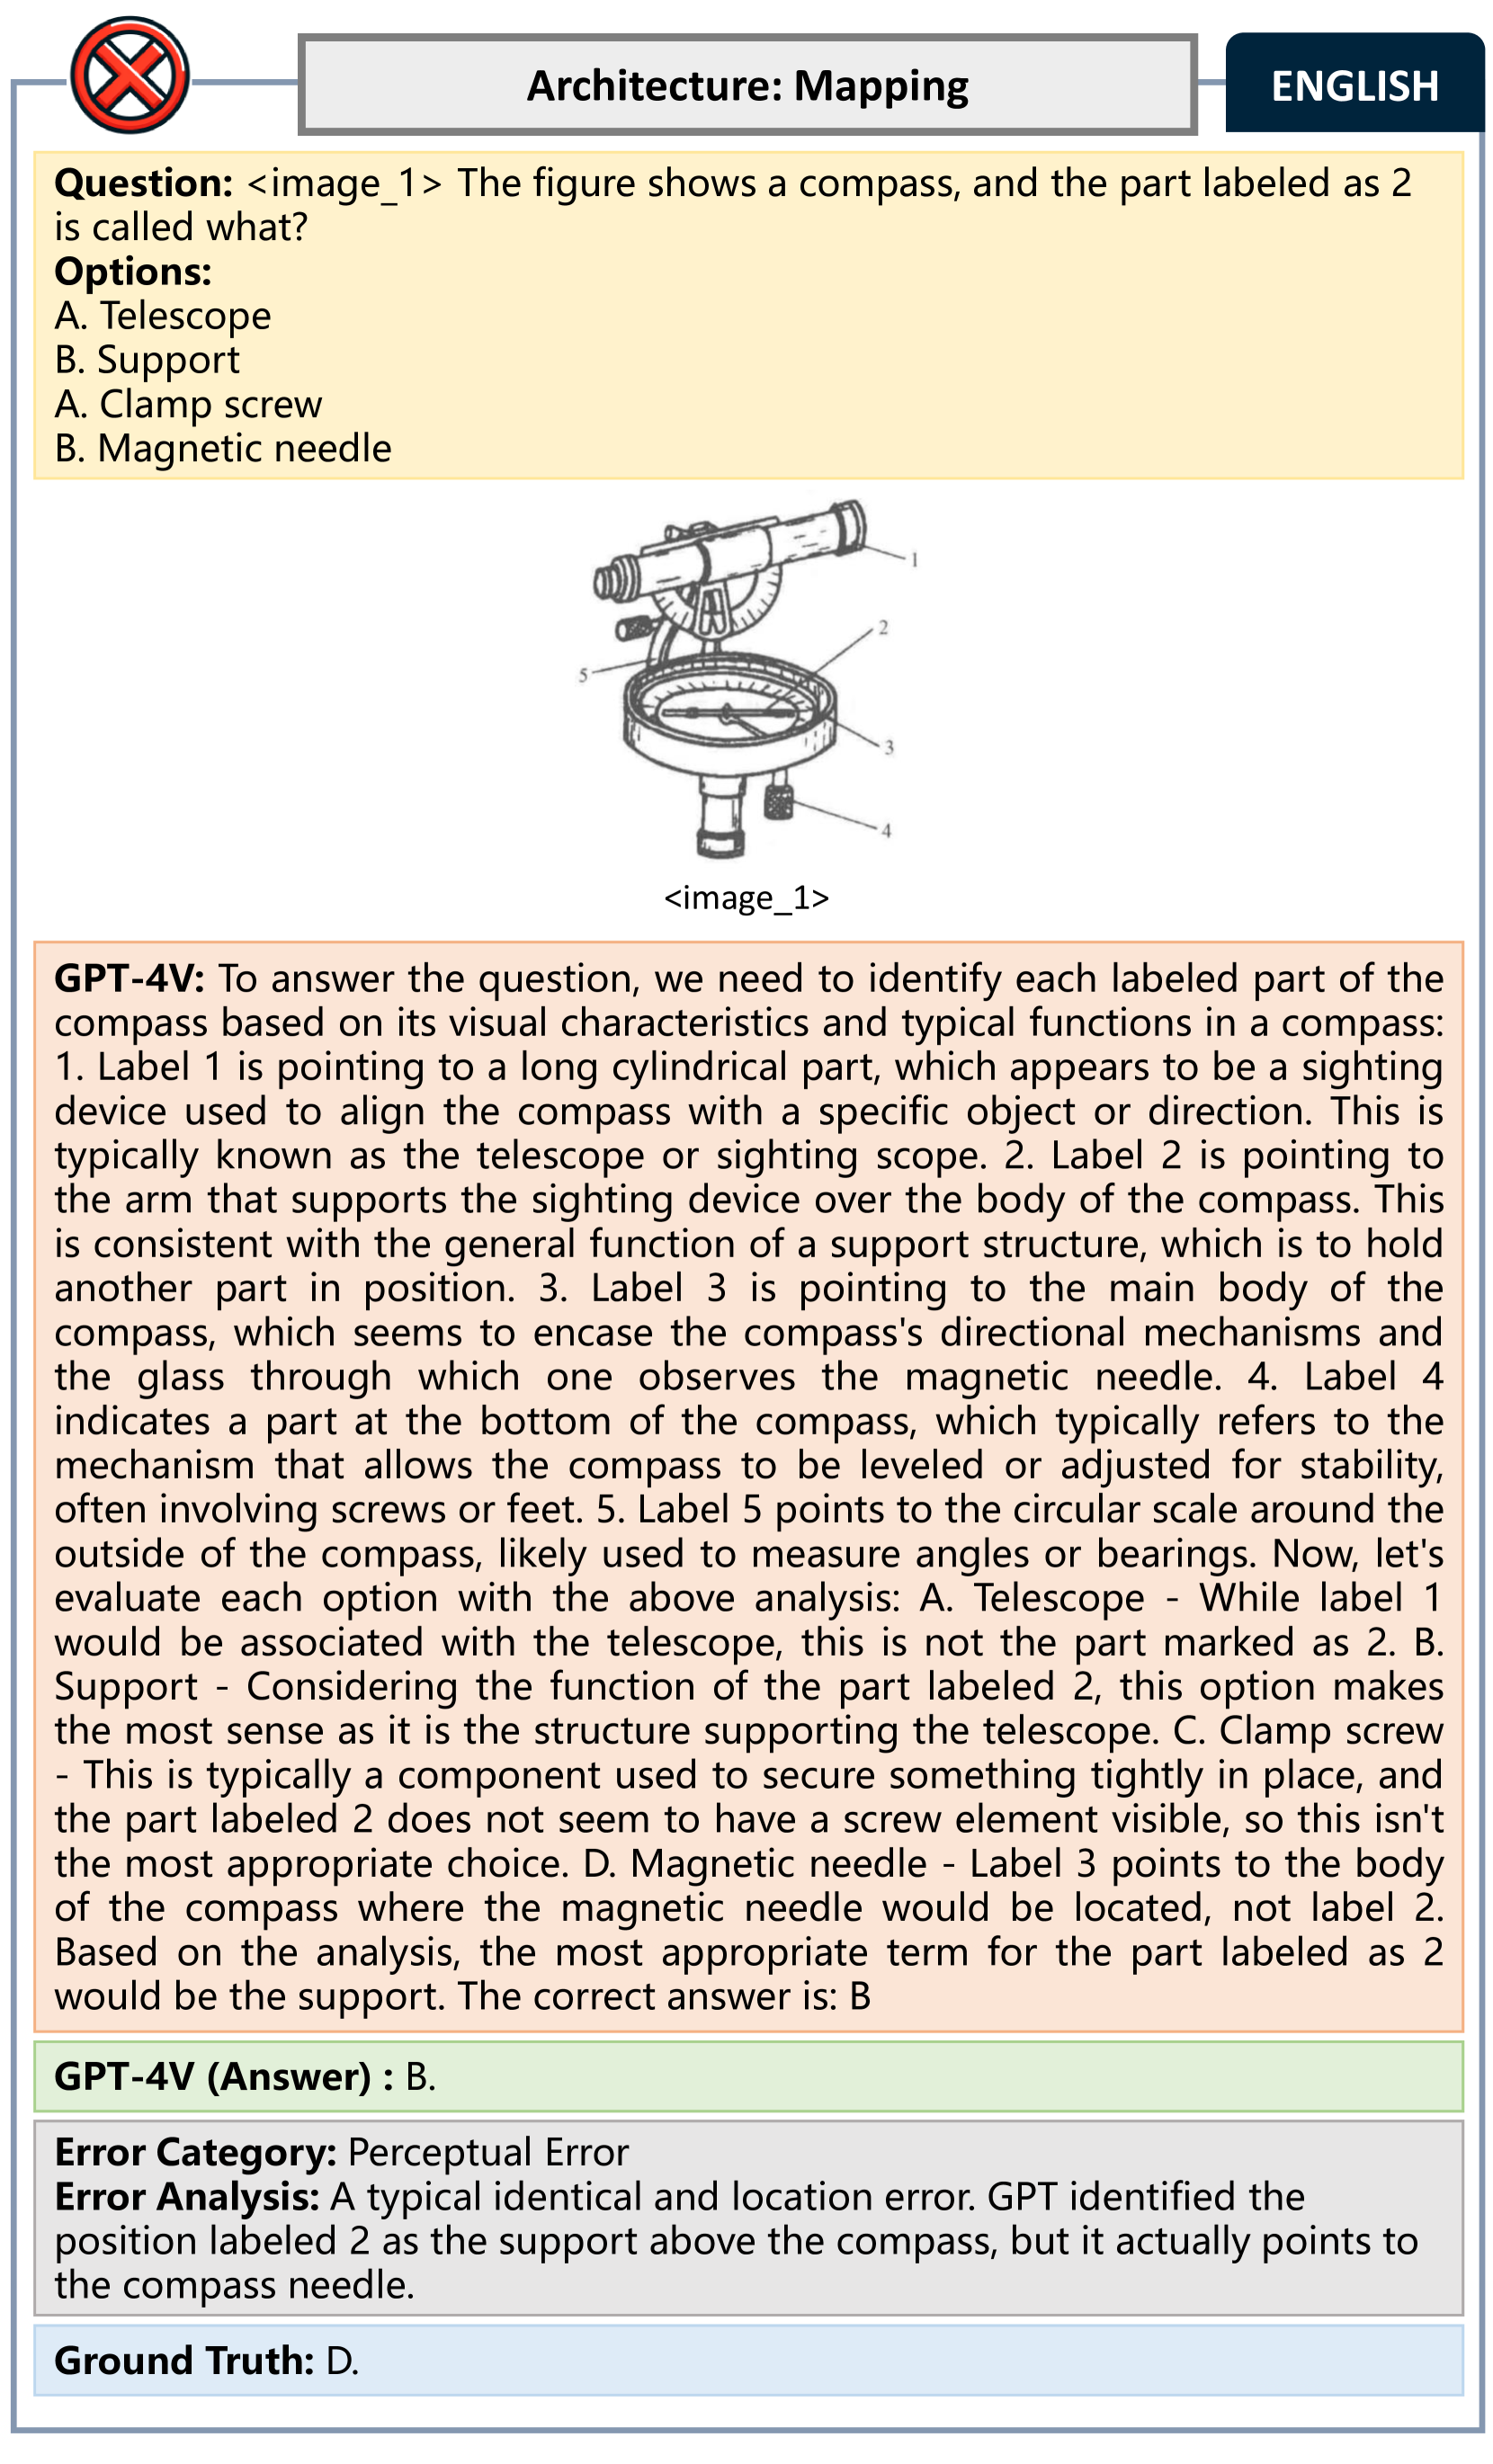 Architecture: Mapping
ENGLISH
Question: <image_1> The figure shows a compass, and the part labeled as 2
is called what?
Options:
A. Telescope
B. Support
A. Clamp screw
B. Magnetic needle
1
2
5
3
4
<image_1>
GPT-4V: To answer the question, we need to identify each labeled part of the
compass based on its visual characteristics and typical functions in a compass:
1. Label 1 is pointing to a long cylindrical part, which appears to be a sighting
device used to align the compass with a specific object or direction. This is
typically known as the telescope or sighting scope. 2. Label 2 is pointing to
the arm that supports the sighting device over the body of the compass. This
is consistent with the general function of a support structure, which is to hold
another part in position. 3. Label 3 is pointing to the main body of the
compass, which seems to encase the compass's directional mechanisms and
the glass through which one observes the magnetic needle. 4. Label 4
indicates a part at the bottom of the compass, which typically refers to the
mechanism that allows the compass to be leveled or adjusted for stability,
often involving screws or feet. 5. Label 5 points to the circular scale around the
outside of the compass, likely used to measure angles or bearings. Now, let's
evaluate each option with the above analysis: A. Telescope - While label 1
would be associated with the telescope, this is not the part marked as 2. B.
Support - Considering the function of the part labeled 2, this option makes
the most sense as it is the structure supporting the telescope. C. Clamp screw
- This is typically a component used to secure something tightly in place, and
the part labeled 2 does not seem to have a screw element visible, so this isn't
the most appropriate choice. D. Magnetic needle - Label 3 points to the body
of the compass where the magnetic needle would be located, not label 2.
Based on the analysis, the most appropriate term for the part labeled as 2
would be the support. The correct answer is: B
GPT-4V (Answer) : B.
Error Category: Perceptual Error
Error Analysis: A typical identical and location error. GPT identified the
position labeled 2 as the support above the compass, but it actually points to
the compass needle.
Ground Truth: D.